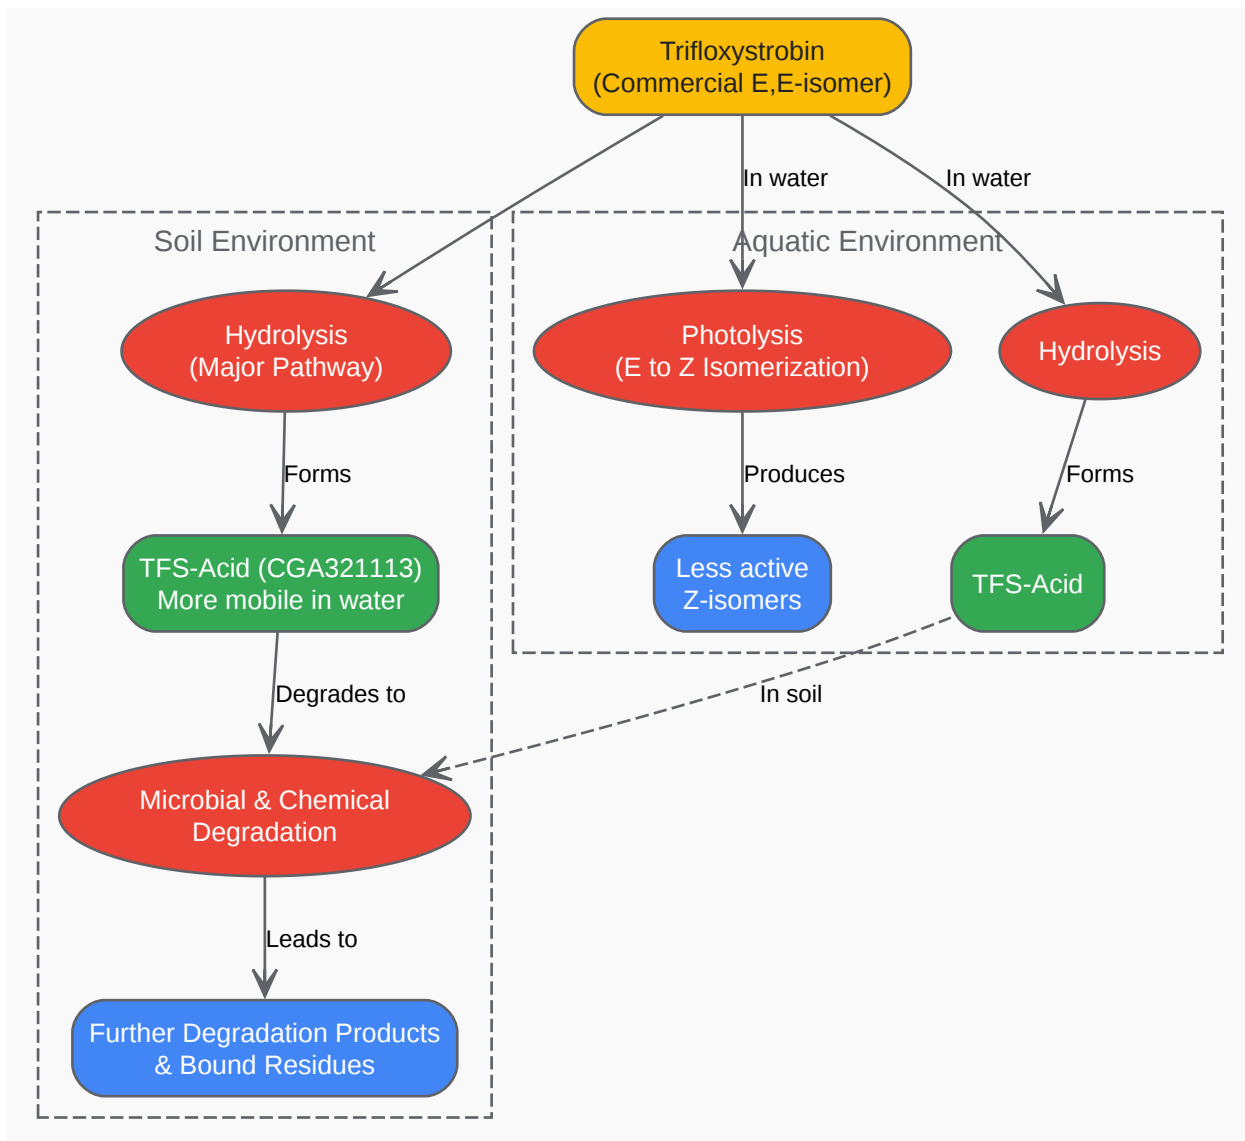 Trifloxystrobin
(Commercial E,E-isomer)
In water
In water
Soil Environment
Aquatic Environment
Hydrolysis
(Major Pathway)
Photolysis
(E to Z Isomerization)
Hydrolysis
Forms
Produces
Forms
TFS-Acid (CGA321113)
More mobile in water
Less active
Z-isomers
TFS-Acid
Degrades to
In soil
Microbial & Chemical
Degradation
Leads to
Further Degradation Products
& Bound Residues